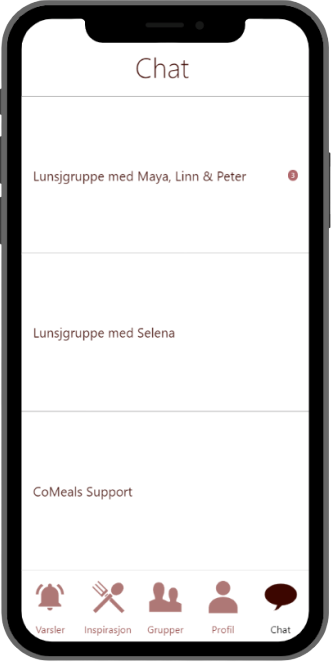 Chat
Lunsjgruppe med Maya, Linn & Peter
3
Lunsjgruppe med Selena
CoMeals Support
Varsler Inspirasjon Grupper Profil Chat